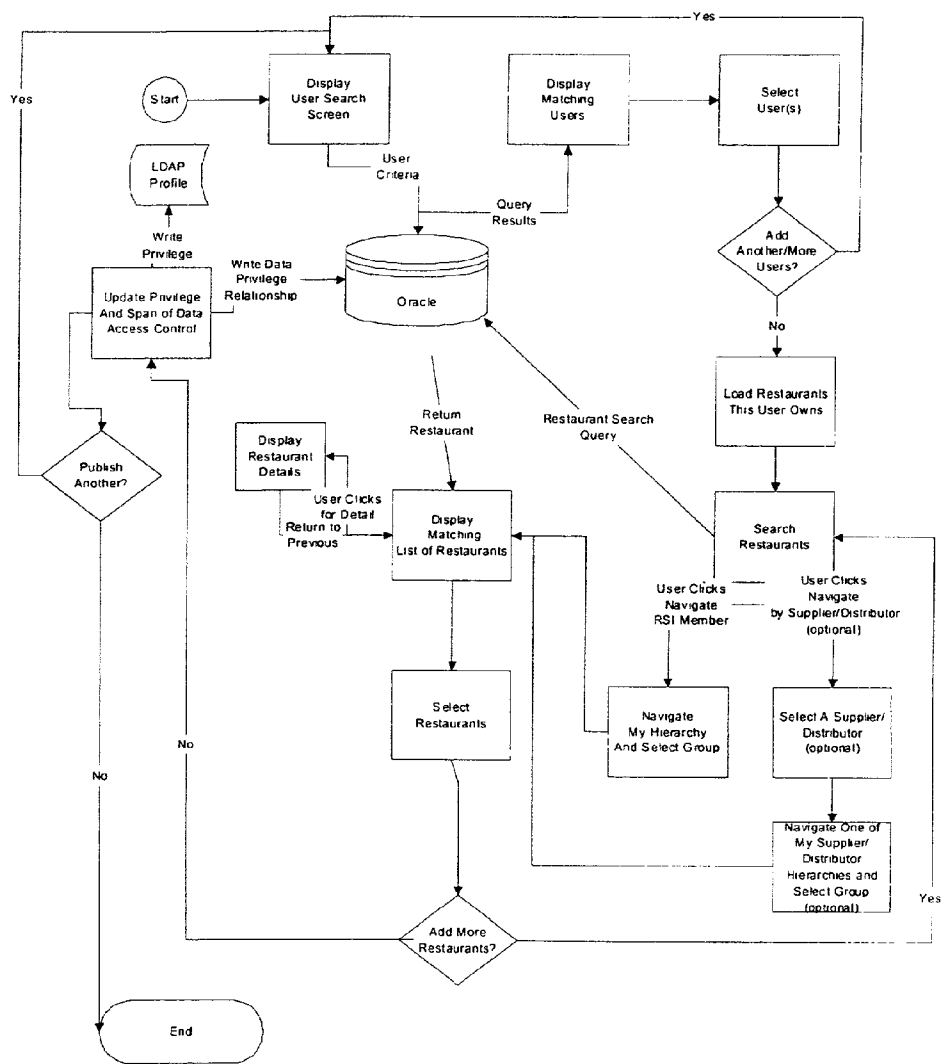 Yes
Yes
Display
User Search
Screen
Display
Matching
Users
Select
User(s)
Start
LDAP
Profile
User
Criteria
Query
Results
Write
Privilege
Add
Another/More
Users?
Write Data
Privilege
Relationship
Update Privilege
And Span of Data
Access Control
Oracle
No
Load Restaurants
This User Owns
Return
Restaurant
Restaurant Search
Query
Display
Restaurant
Details
Publish
Another?
User Clicks
for Detail
Return to
Previous
Display
Matching
List of Restaurants
Search
Restaurants
User Clicks
Navigate
RSI Member
User Clicks
Navigate
by Supplier/Distributor
(optional)
Select
Restaurants
Navigate
My Hierarchy
And Select Group
Select A Supplier/
Distributor
(optional)
No
No
Navigate One of
My Supplier/
Distributor
Hierarchies and
Select Group
(optional)
Yes
Add More
Restaurants?
End